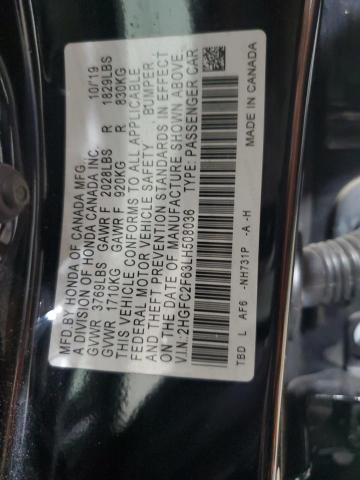 MFD.BY HONDA OF CANADA MFG. 10/19
A DIVISION OF HONDA CANADA INC.
GVWR 3769LBS GAWR F 2028LBS R 1829LBS
GVWR 1710KG GAWR F 920KG R 830KG
THIS VEHICLE CONFORMS TO ALL APPLICABLE
FEDERAL MOTOR VEHICLE SAFETY, BUMPER,
AND THEFT PREVENTION STANDARDS IN EFFECT
ON THE DATE OF MANUFACTURE SHOWN ABOVE.
V.I.N: 2HGFC2F63LH508036 TYPE: PASSENGER CAR
TBD L AF6 -NH731P -A -H MADE IN CANADA